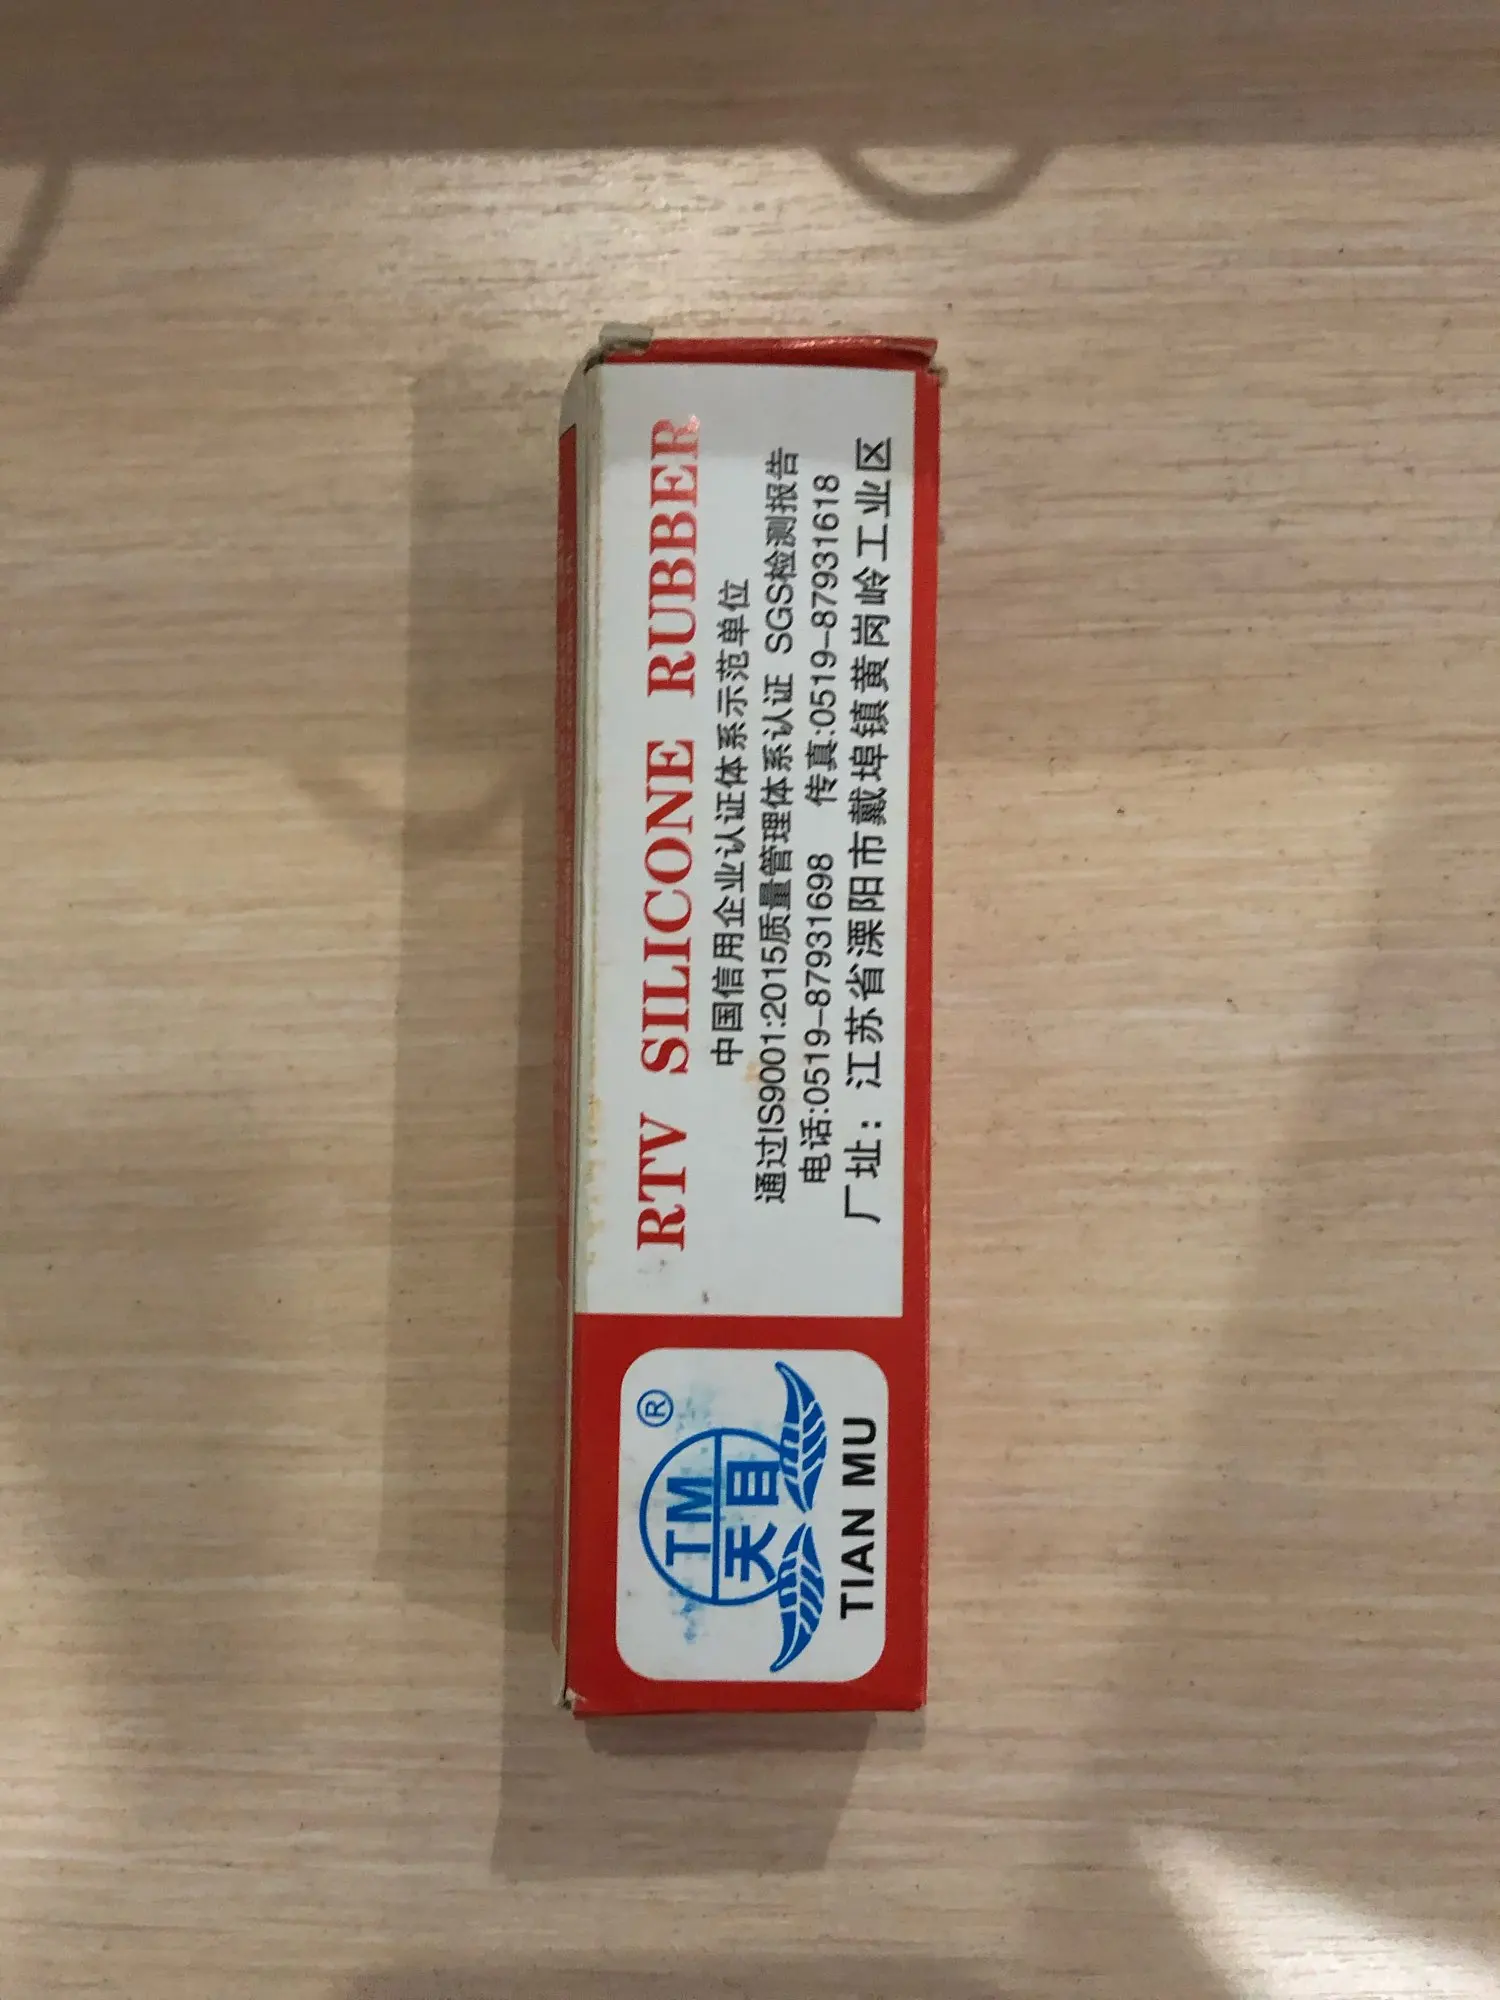 RTV SILICONE RUBBER
中国信用企业认证体系示范单位
通过IS9001:2015质量管理体系认证 SGS检测报告
电话:0519-87931698 传真:0519-87931618
厂址：江苏省溧阳市戴埠镇黄岗岭工业区
®
TM
天目
TIAN MU